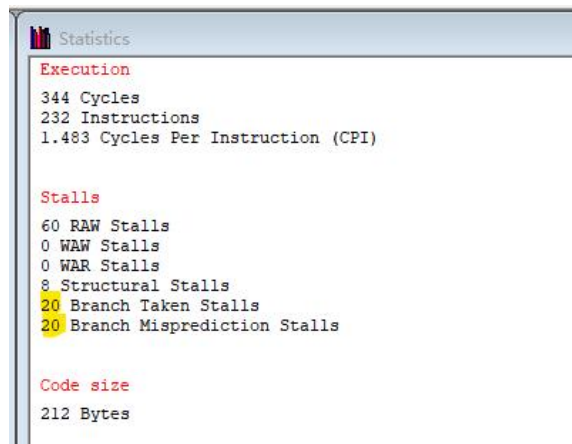 Statistics
Execution
344 Cycles
232 Instructions
1.483 Cycles Per Instruction (CPI)
Stalls
60 RAW Stalls
0 WAW Stalls
0 WAR Stalls
8 Structural Stalls
20 Branch Taken Stalls
20 Branch Misprediction Stalls
Code size
212 Bytes